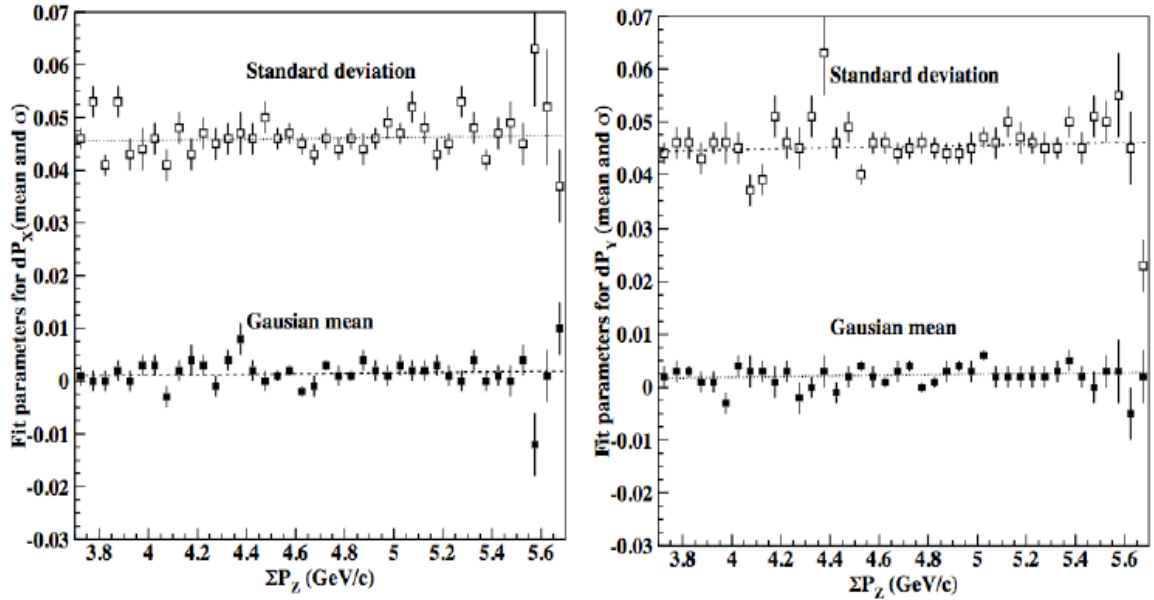 0.07
0.06
0.05
0.04
0.03
0.02
0.01
0
-0.01
-0.02
-0.03
Fit parameters for dP_X(mean and σ)
Standard deviation
Gausian mean
3.8 4 4.2 4.4 4.6 4.8 5 5.2 5.4 5.6
ΣP_Z (GeV/c)
0.07
0.06
0.05
0.04
0.03
0.02
0.01
0
-0.01
-0.02
-0.03
Fit parameters for dP_Y (mean and σ)
Standard deviation
Gausian mean
3.8 4 4.2 4.4 4.6 4.8 5 5.2 5.4 5.6
ΣP_Z (GeV/c)